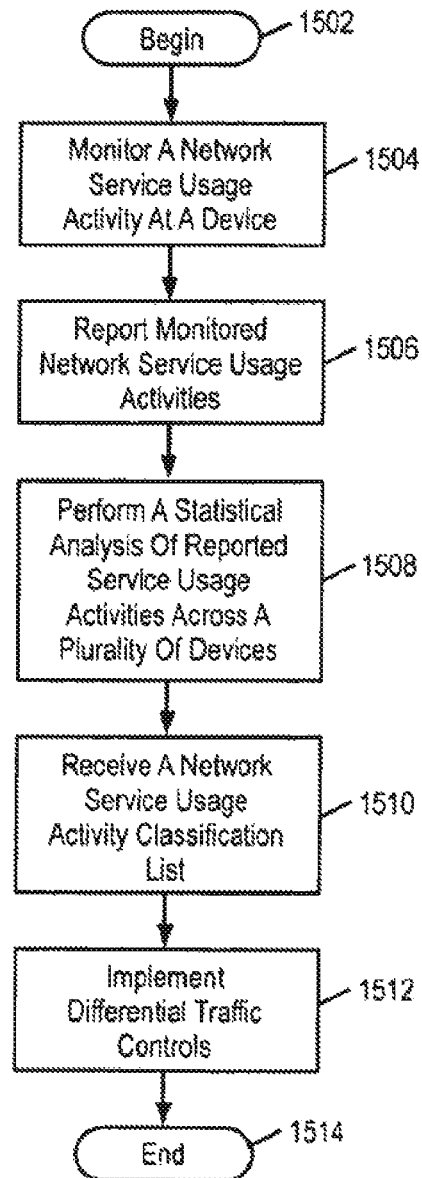 Begin
1502
Monitor A Network
Service Usage
Activity At A Device
1504
Report Monitored
Network Service Usage
Activities
1506
Perform A Statistical
Analysis Of Reported
Service Usage
Activities Across A
Plurality Of Devices
1508
Receive A Network
Service Usage
Activity Classification
List
1510
Implement
Differential Traffic
Controls
1512
End
1514